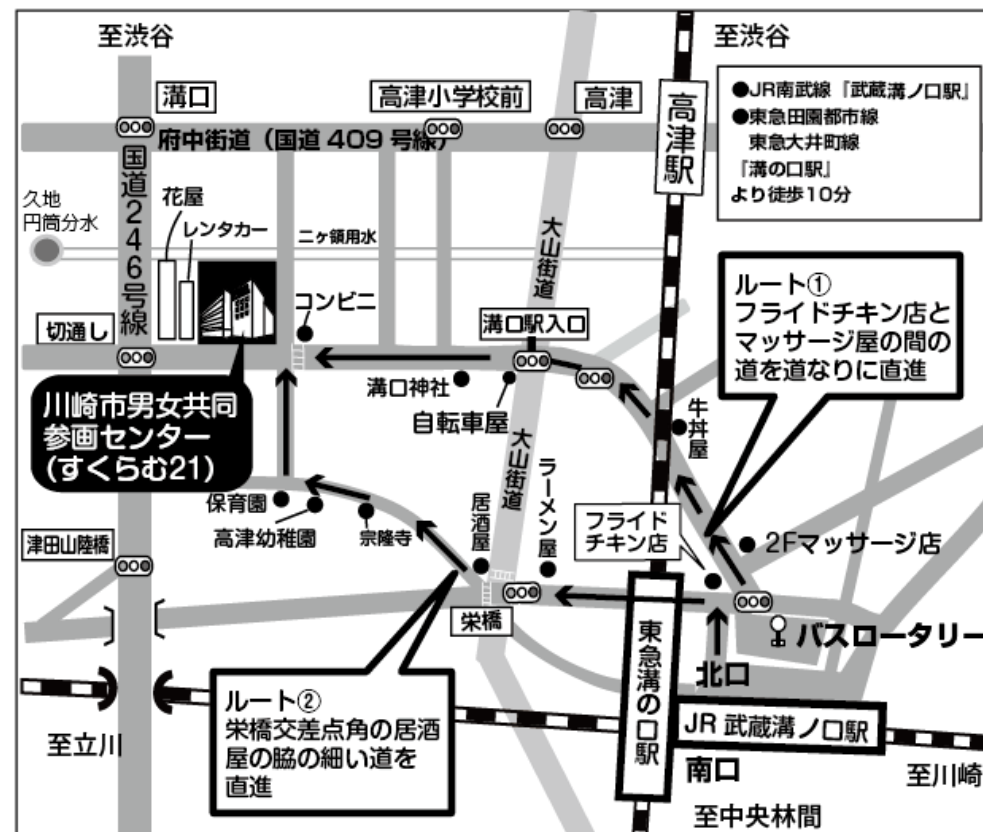 至渋谷
至渋谷
溝口
高津小学校前
高津
高津駅
●JR南武線『武蔵溝ノ口駅』
●東急田園都市線
東急大井町線
『溝の口駅』
より徒歩10分
府中街道（国道409号線）
国道246号線
久地
円筒分水
花屋
レンタカー
二ヶ領用水
大山街道
コンビニ
切通し
溝口駅入口
ルート①
フライドチキン店と
マッサージ屋の間の
道を道なりに直進
川崎市男女共同
参画センター
(すくらむ21)
溝口神社
自転車屋
大山街道
牛丼屋
保育園
高津幼稚園
宗隆寺
居酒屋
ラーメン屋
フライド
チキン店
2Fマッサージ店
津田山陸橋
栄橋
バスロータリー
北口
東急溝の口駅
JR 武蔵溝ノ口駅
ルート②
栄橋交差点角の居酒
屋の脇の細い道を
直進
至立川
南口
至川崎
至中央林間